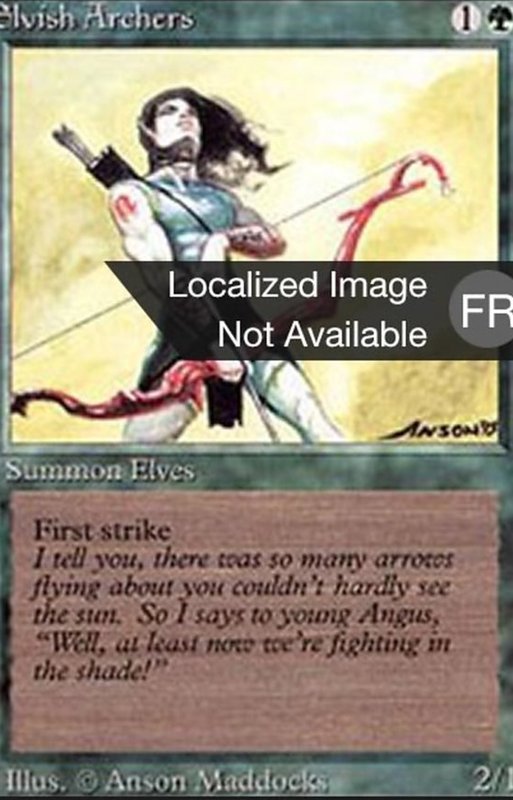 Elvish Archers
1
Localized Image
Not Available
FR
ANSON
Summon Elves
First strike
I tell you, there was so many arrows
flying about you couldn't hardly see
the sun. So I says to young Angus,
"Well, at least now we're fighting in
the shade!"
Illus. © Anson Maddocks
2/1